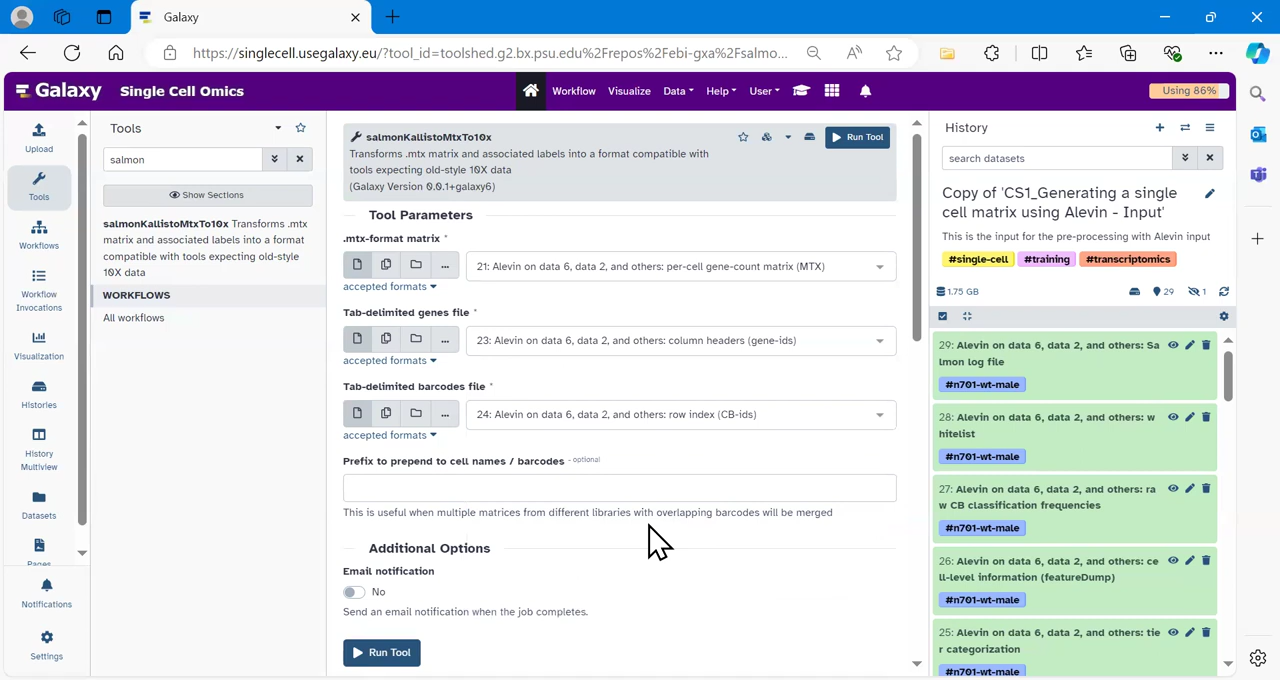 Galaxy
https://singlecell.usegalaxy.eu/?tool_id=toolshed.g2.bx.psu.edu%2Frepos%2Febi-gxa%2Fsalmo...
Galaxy
Single Cell Omics
Workflow
Visualize
Data
Help
User
Using 86%
Upload
Tools
Workflows
Workflow
Invocations
Visualization
Histories
History
Multiview
Datasets
Pages
Notifications
Settings
Tools
salmon
Show Sections
salmonKallistoMtxTo10x Transforms .mtx
matrix and associated labels into a format
compatible with tools expecting old-style
10X data
WORKFLOWS
All workflows
salmonKallistoMtxTo10x
Run Tool
Transforms .mtx matrix and associated labels into a format compatible with
tools expecting old-style 10X data
(Galaxy Version 0.0.1+galaxy6)
Tool Parameters
.mtx-format matrix *
21: Alevin on data 6, data 2, and others: per-cell gene-count matrix (MTX)
accepted formats
Tab-delimited genes file *
23: Alevin on data 6, data 2, and others: column headers (gene-ids)
accepted formats
Tab-delimited barcodes file *
24: Alevin on data 6, data 2, and others: row index (CB-ids)
accepted formats
Prefix to prepend to cell names / barcodes - optional
This is useful when multiple matrices from different libraries with overlapping barcodes will be merged
Additional Options
Email notification
No
Send an email notification when the job completes.
Run Tool
History
search datasets
Copy of 'CS1_Generating a single
cell matrix using Alevin - Input'
This is the input for the pre-processing with Alevin input
#single-cell
#training
#transcriptomics
1.75 GB
29
1
29: Alevin on data 6, data 2, and others: Sa
lmon log file
#n701-wt-male
28: Alevin on data 6, data 2, and others: w
hitelist
#n701-wt-male
27: Alevin on data 6, data 2, and others: ra
w CB classification frequencies
#n701-wt-male
26: Alevin on data 6, data 2, and others: ce
ll-level information (featureDump)
#n701-wt-male
25: Alevin on data 6, data 2, and others: tie
r categorization
#n701-wt-male